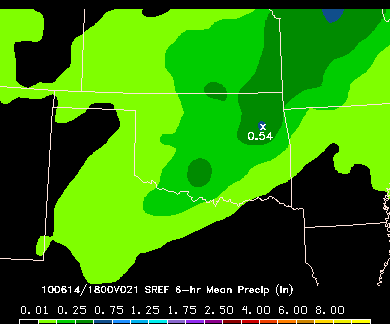 x
0.54
100614/1800V021 SREF 6-hr Mean Precip (in)
0.01 0.25 0.75 1.25 1.75 2.50 4.00 6.00 8.00